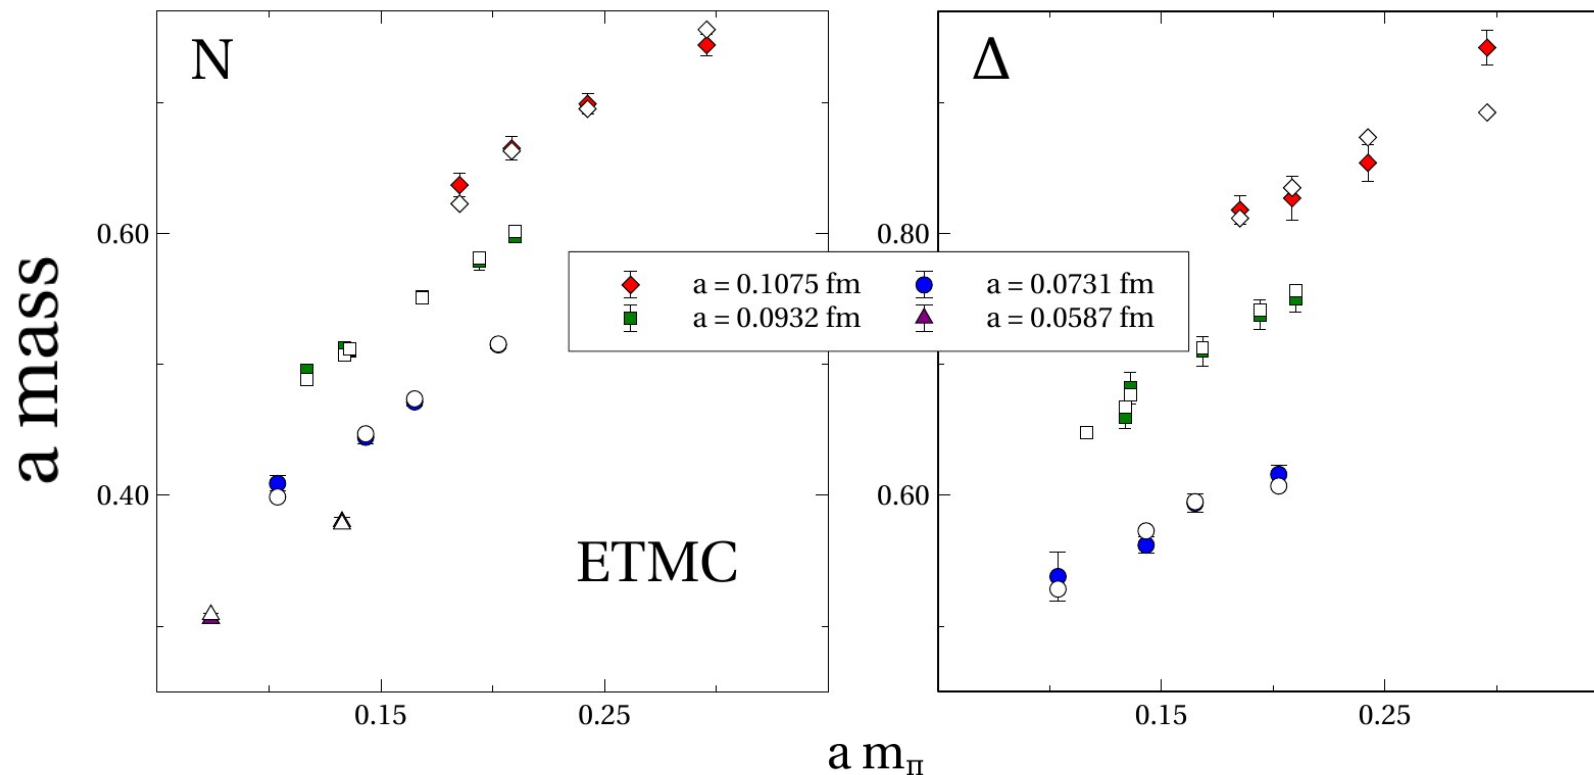 N
Δ
0.60
0.80
a = 0.1075 fm
a = 0.0731 fm
a = 0.0932 fm
a = 0.0587 fm
a mass
0.40
0.60
ETMC
0.15
0.25
0.15
0.25
a mπ